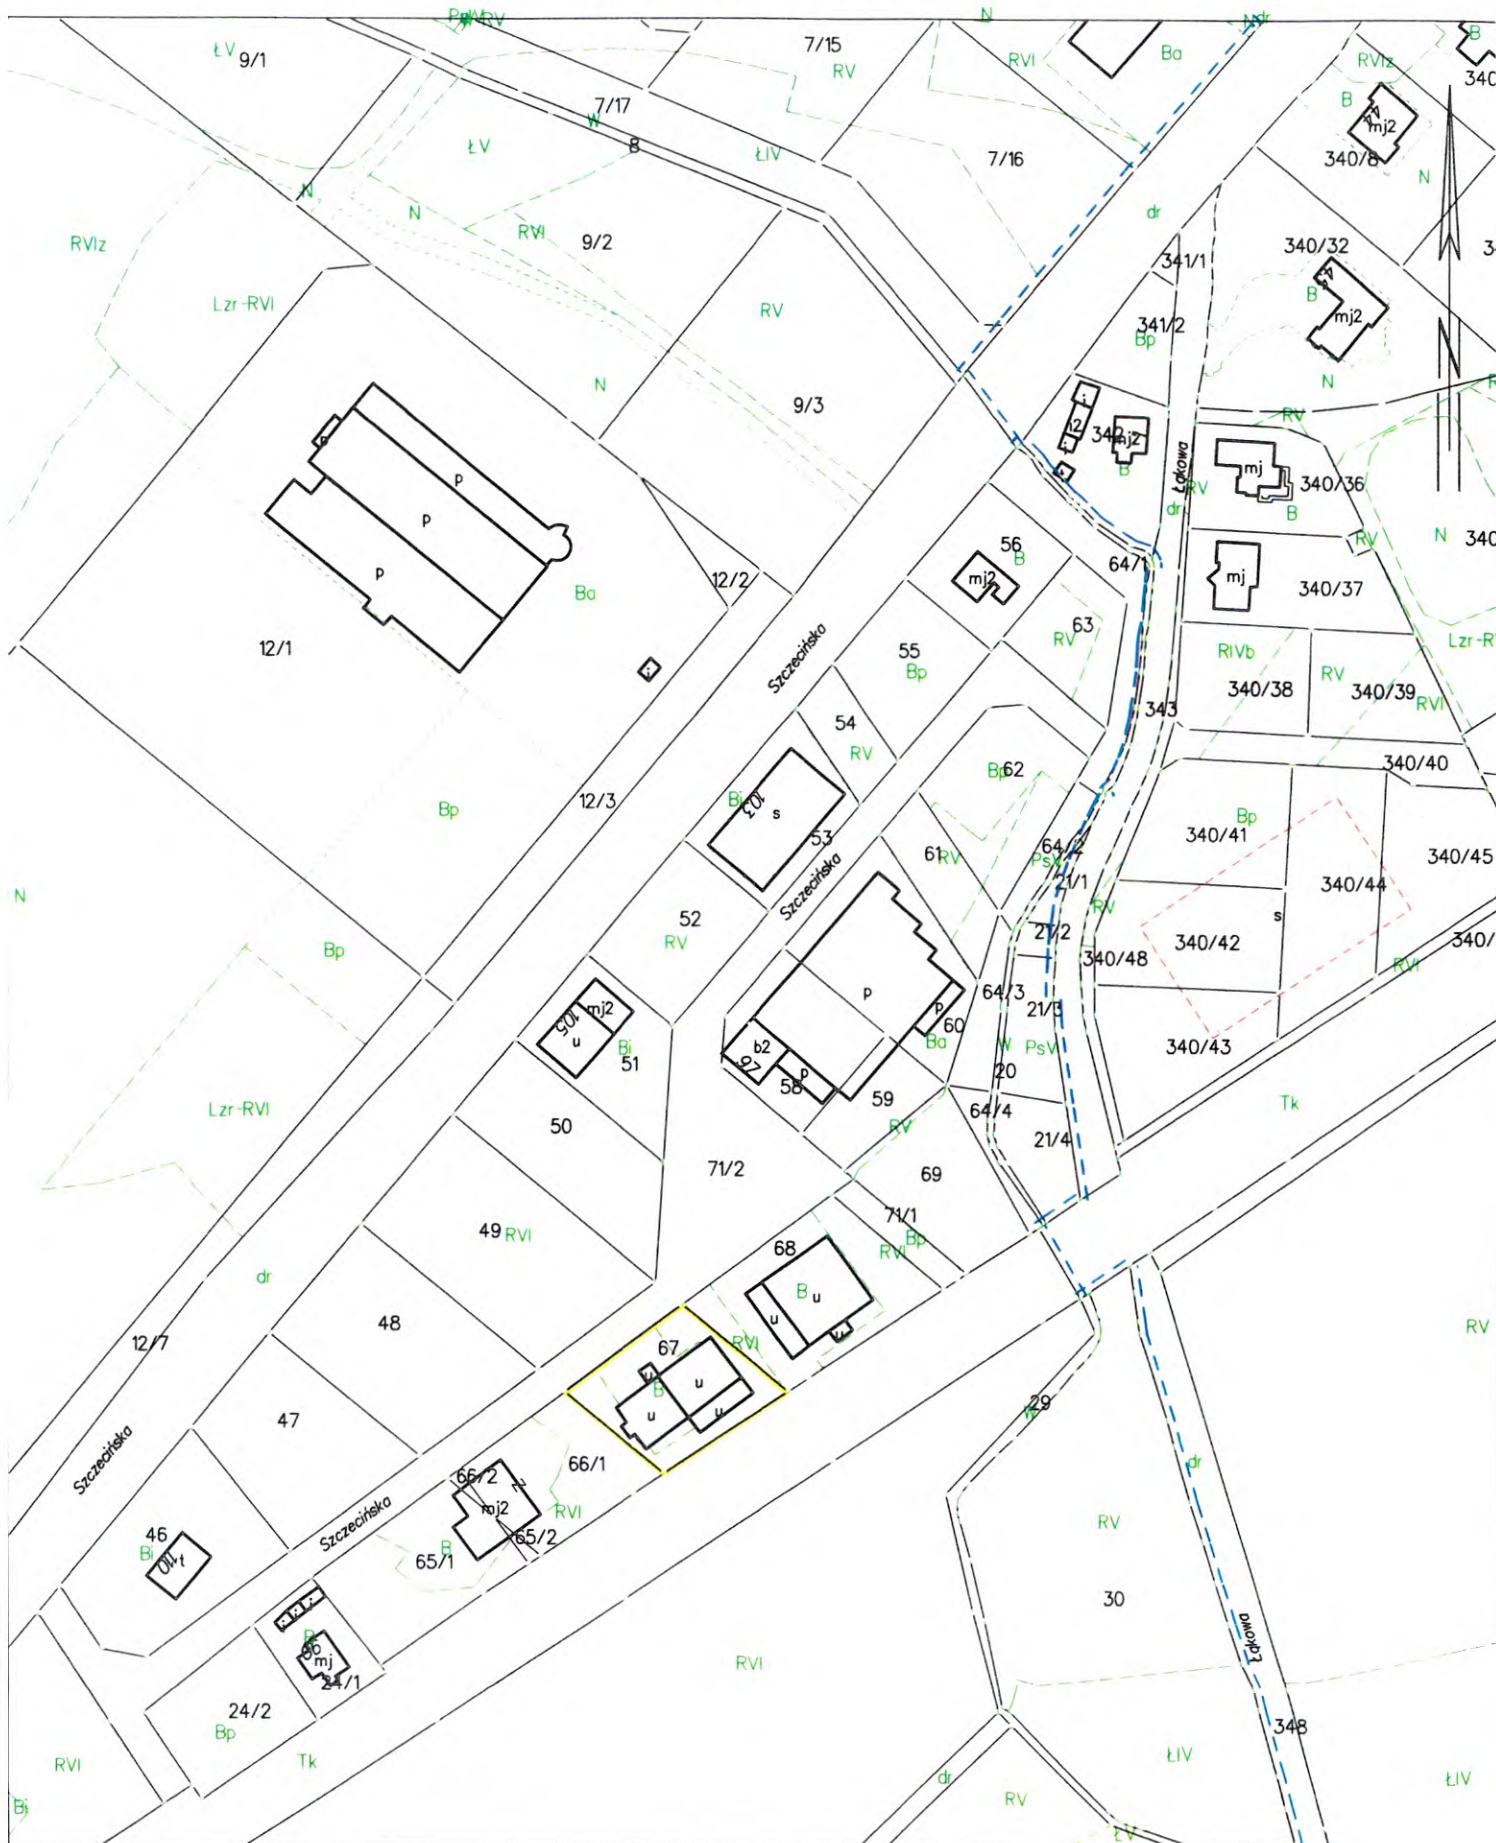 ŁV
9/1
7/15
RV
N
RVI
Ba
dr
RVIz
B
340
7/17
W
8
ŁV
ŁIV
7/16
B
mj2
340/8
N
N
N
RVI
9/2
RVIz
dr
341/1
340/32
Lzr-RVI
RV
341/2
Bp
B
mj2
N
N
9/3
RV
342
mj2
B
Łąkowa
RV
mj
340/36
B
p
p
p
p
dr
RV
N
340
56
B
mj2
64/1
mj
340/37
12/2
Ba
12/1
Szczecińska
55
Bp
63
RV
RIVb
RV
Lzr-R
340/38
340/39
RVI
343
54
RV
340/40
62
Bp
12/3
Bp
Bi
103
s
53
Bp
340/41
61
RV
64/2
PsV
21/1
340/45
340/44
Szczecińska
N
52
RV
RV
s
21/2
340/42
340/48
340/
RVI
Bp
p
p
60
Ba
64/3
21/3
mj2
105
u
Bi
51
b2
97
p
58
W
PsV
340/43
20
59
RV
64/4
21/4
Tk
Lzr-RVI
50
71/2
69
71/1
Bp
RVI
49
RVI
68
B
u
u
u
dr
48
12/7
67
RVI
B
u
u
u
u
RV
47
29
W
Szczecińska
66/1
66/2
mj2
2
RVI
65/2
65/1
B
dr
RV
Szczecińska
46
Bi
110
t
30
B
mj
24/1
RVI
Łąkowa
24/2
Bp
348
RVI
Tk
ŁIV
ŁIV
dr
RV
ŁV
Bi